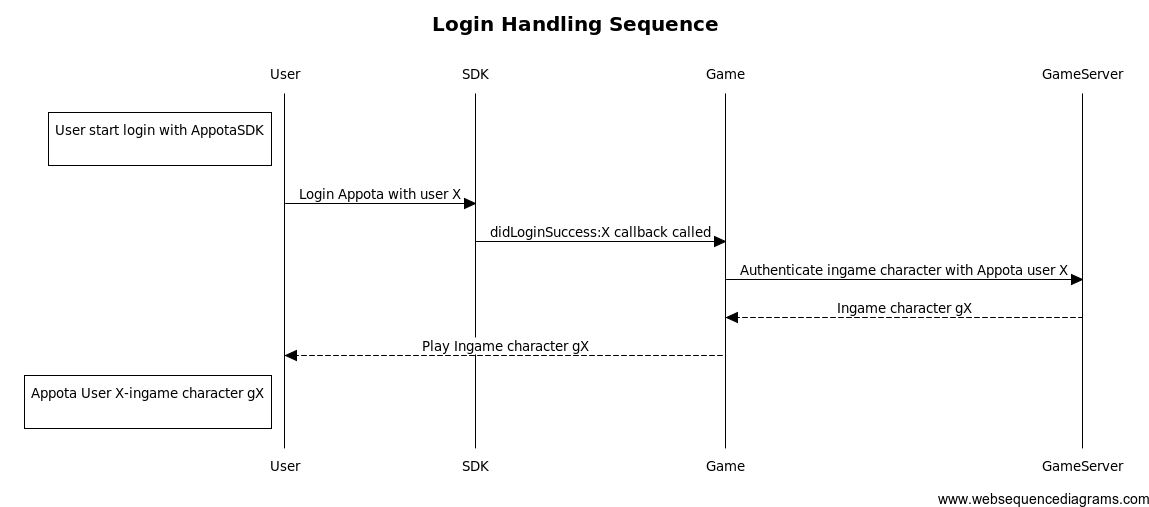 Login Handling Sequence
User SDK Game GameServer
User start login with AppotaSDK
Login Appota with user X
didLoginSuccess:X callback called
Authenticate ingame character with Appota user X
Ingame character gX
Play Ingame character gX
Appota User X-ingame character gX
User SDK Game GameServer
www.websequencediagrams.com